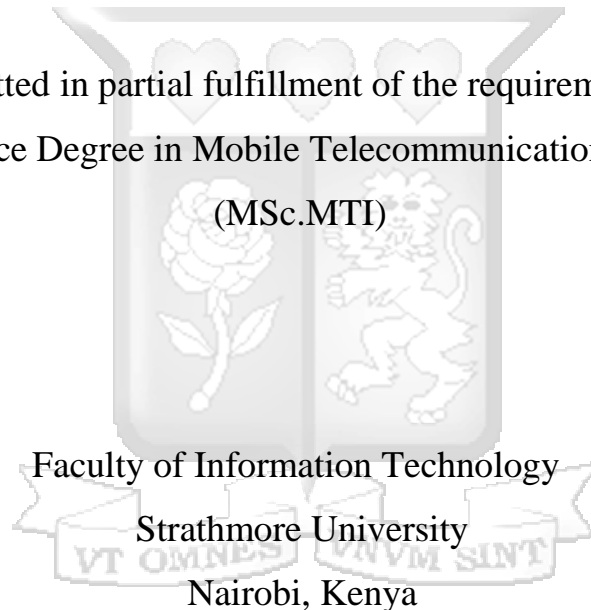 tted in partial fulfillment of the requirem
ce Degree in Mobile Telecommunication
(MSc.MTI)
Faculty of Information Technology
Strathmore University
VT OMNES VNVM SINT
Nairobi, Kenya